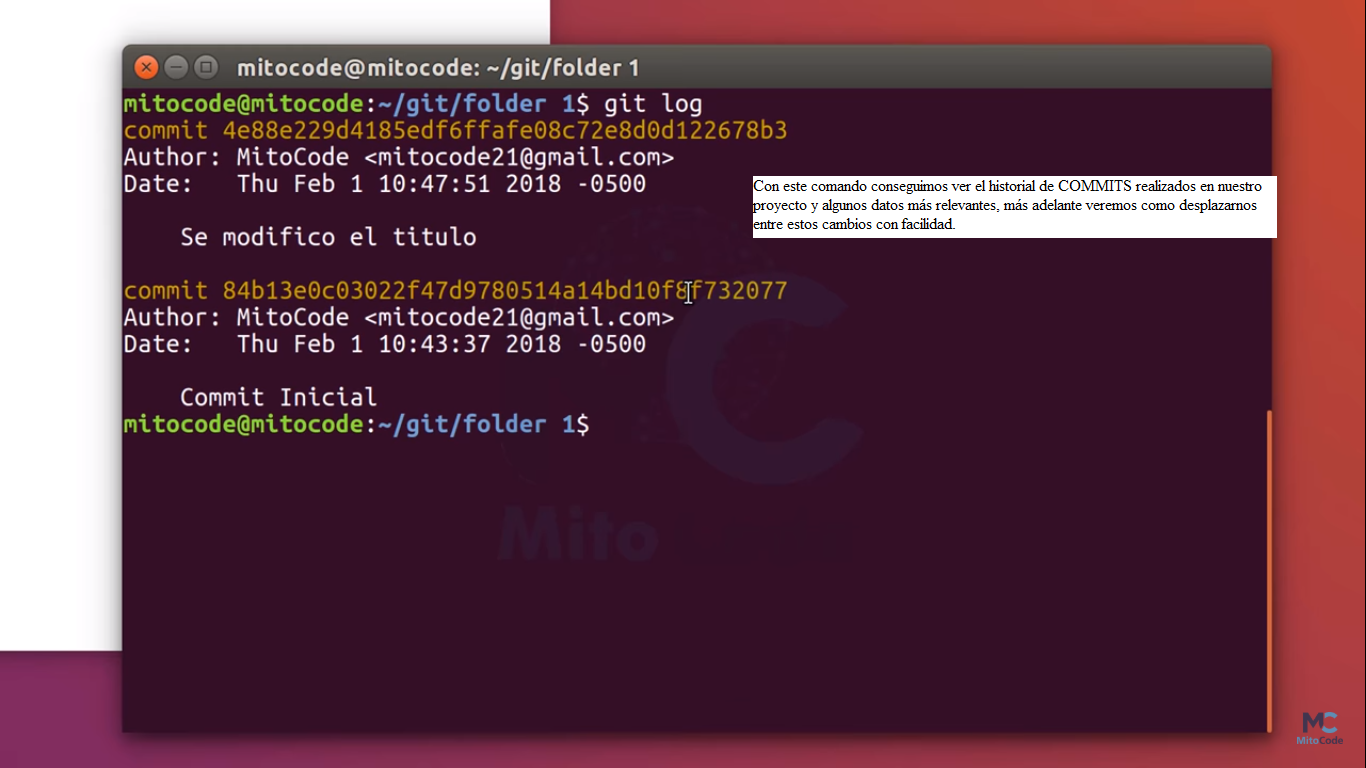 mitocode@mitocode: ~/git/folder 1
mitocode@mitocode:~/git/folder 1$ git log
commit 4e88e229d4185edf6ffafe08c72e8d0d122678b3
Author: MitoCode <mitocode21@gmail.com>
Date:   Thu Feb 1 10:47:51 2018 -0500
Con este comando conseguimos ver el historial de COMMITS realizados en nuestro
proyecto y algunos datos más relevantes, más adelante veremos como desplazarnos
entre estos cambios con facilidad.
    Se modifico el titulo
commit 84b13e0c03022f47d9780514a14bd10f8f732077
Author: MitoCode <mitocode21@gmail.com>
Date:   Thu Feb 1 10:43:37 2018 -0500
    Commit Inicial
mitocode@mitocode:~/git/folder 1$
MitoCode
MC
MitoCode